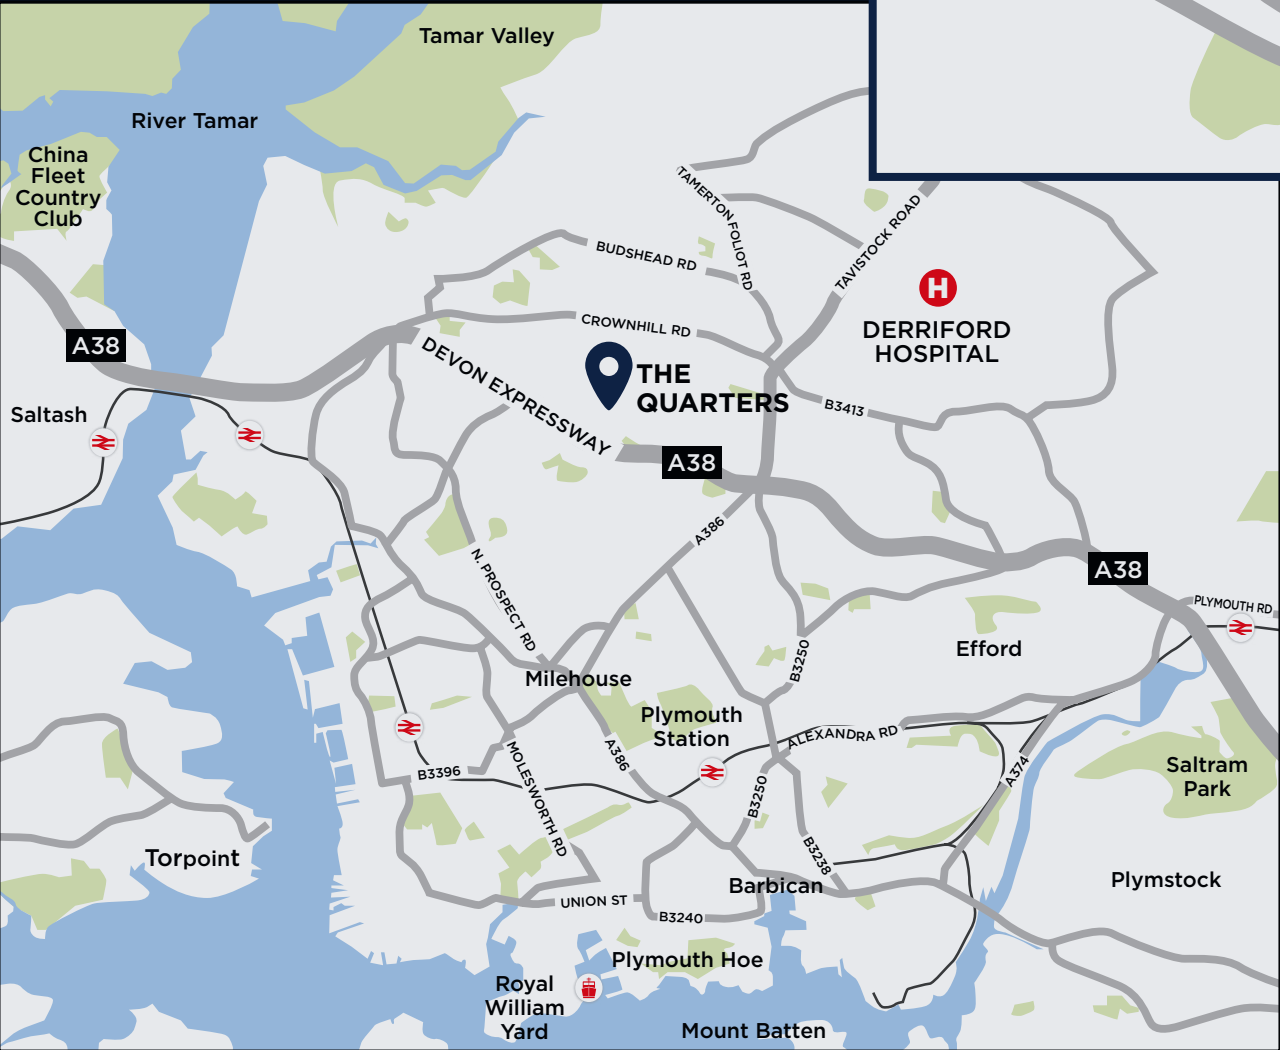 Tamar Valley
River Tamar
China
Fleet
Country
Club
TAMERTON FOLIOT RD
TAVISTOCK ROAD
BUDSHEAD RD
H
DERRIFORD
HOSPITAL
CROWNHILL RD
A38
DEVON EXPRESSWAY
THE
QUARTERS
B3413
Saltash
A38
A386
A38
N. PROSPECT RD
PLYMOUTH RD
Efford
B3250
Milehouse
Plymouth
Station
ALEXANDRA RD
A386
MOLESWORTH RD
B3396
A374
Saltram
Park
B3250
B3238
Torpoint
Barbican
Plymstock
UNION ST
B3240
Plymouth Hoe
Royal
William
Yard
Mount Batten